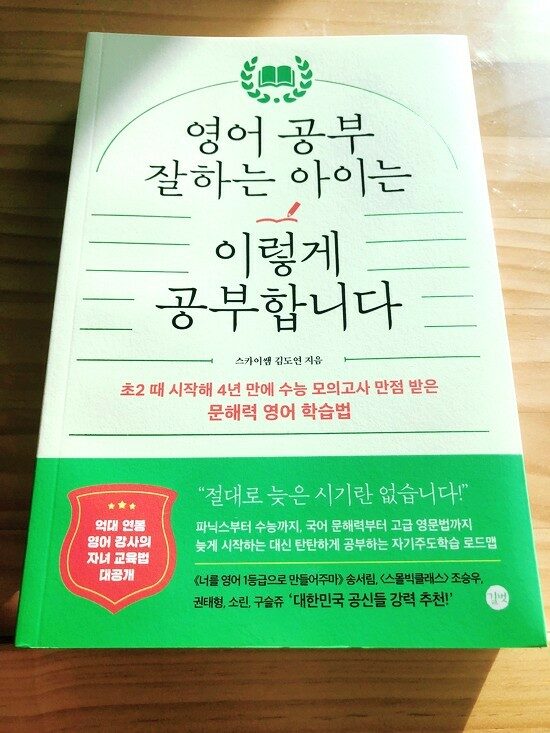 영어 공부
잘하는 아이는
이렇게
공부합니다
스카이쌤 김도연 지음
초2 때 시작해 4년 만에 수능 모의고사 만점 받은
문해력 영어 학습법
억대 연봉
영어 강사의
자녀 교육법
대공개
“절대로 늦은 시기란 없습니다!”
파닉스부터 수능까지, 국어 문해력부터 고급 영문법까지
늦게 시작하는 대신 탄탄하게 공부하는 자기주도학습 로드맵
《너를 영어 1등급으로 만들어주마》 송서림, 〈스몰빅클래스〉 조승우,
권태형, 소린, 구슬쥬 ‘대한민국 공신들 강력 추천!’
길벗